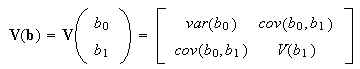 V(b) = V ( b₀ b₁ ) = [ var(b₀) cov(b₀,b₁)
cov(b₀,b₁) V(b₁) ]